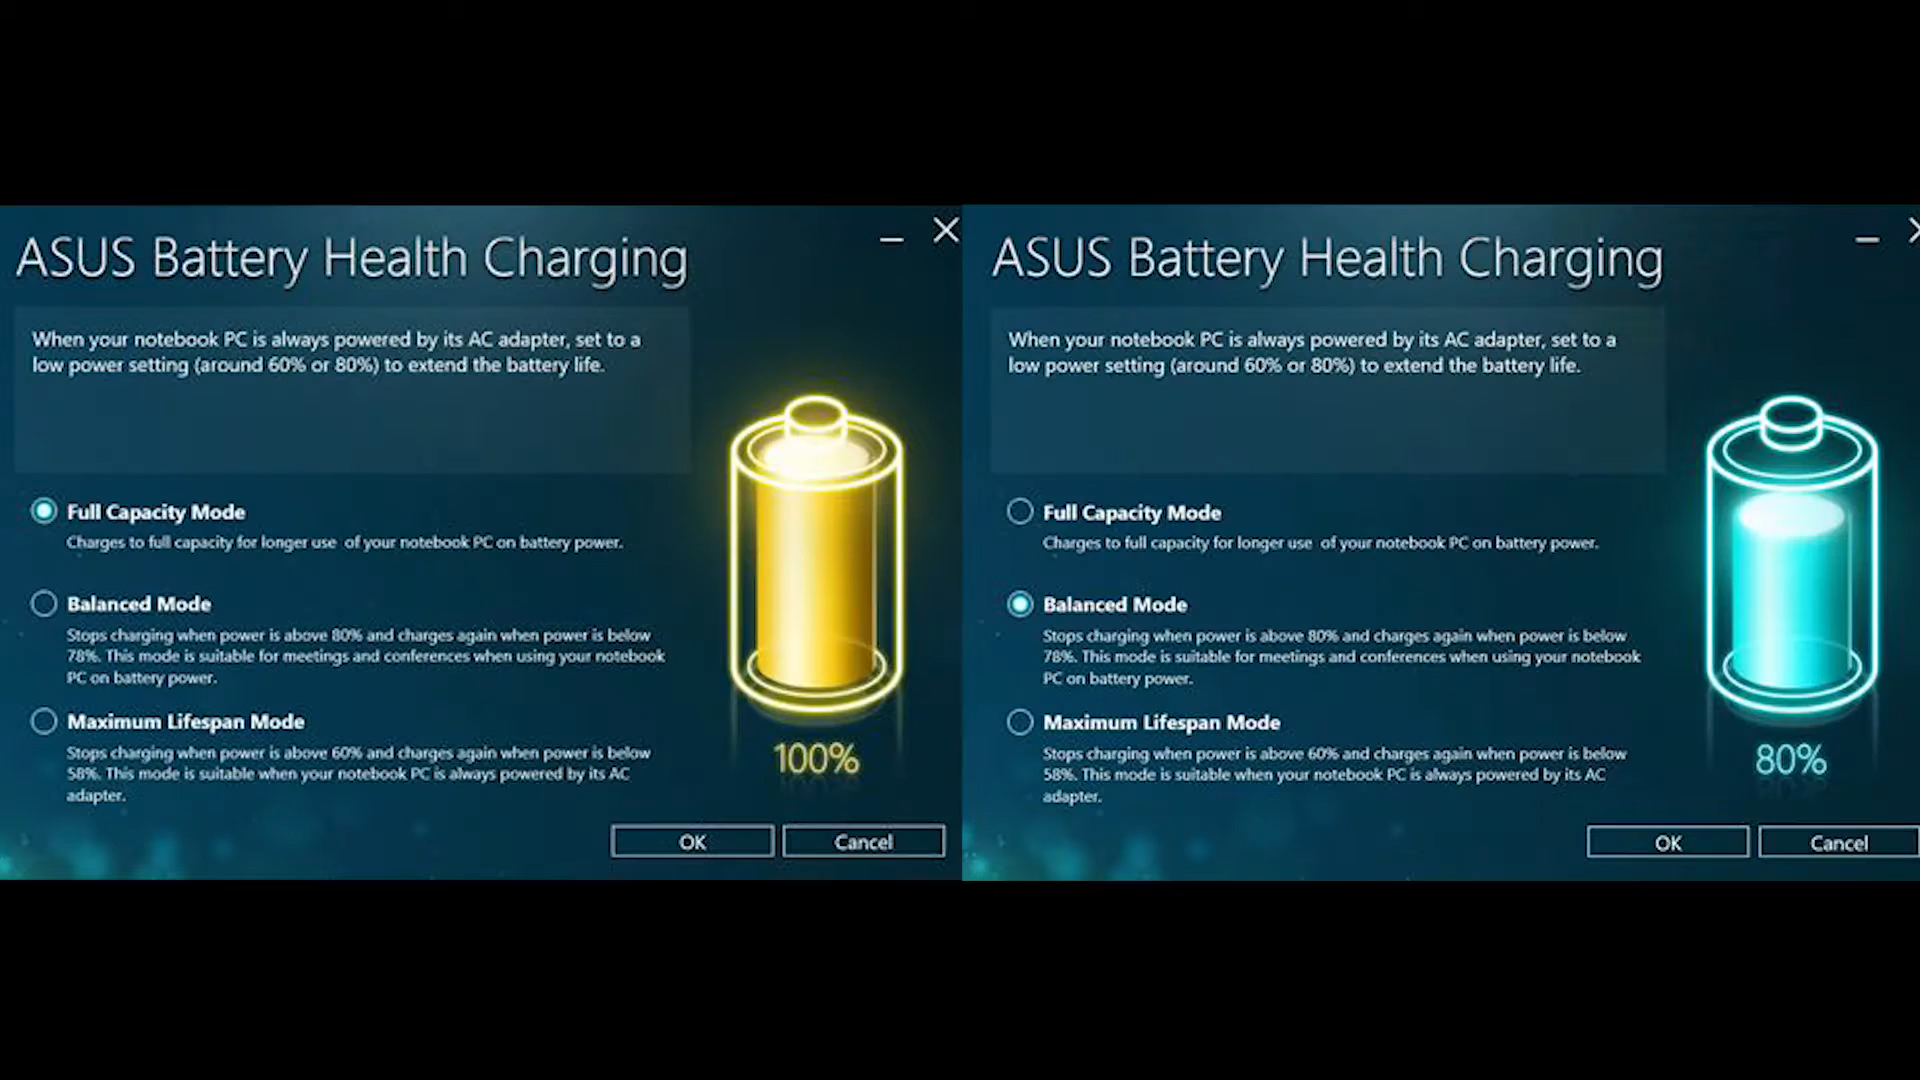 ASUS Battery Health Charging
When your notebook PC is always powered by its AC adapter, set to a
low power setting (around 60% or 80%) to extend the battery life.
Full Capacity Mode
Charges to full capacity for longer use of your notebook PC on battery power.
Balanced Mode
Stops charging when power is above 80% and charges again when power is below
78%. This mode is suitable for meetings and conferences when using your notebook
PC on battery power.
Maximum Lifespan Mode
Stops charging when power is above 60% and charges again when power is below
58%. This mode is suitable when your notebook PC is always powered by its AC
adapter.
100%
OK
Cancel
ASUS Battery Health Charging
When your notebook PC is always powered by its AC adapter, set to a
low power setting (around 60% or 80%) to extend the battery life.
Full Capacity Mode
Charges to full capacity for longer use of your notebook PC on battery power.
Balanced Mode
Stops charging when power is above 80% and charges again when power is below
78%. This mode is suitable for meetings and conferences when using your notebook
PC on battery power.
Maximum Lifespan Mode
Stops charging when power is above 60% and charges again when power is below
58%. This mode is suitable when your notebook PC is always powered by its AC
adapter.
80%
OK
Cancel